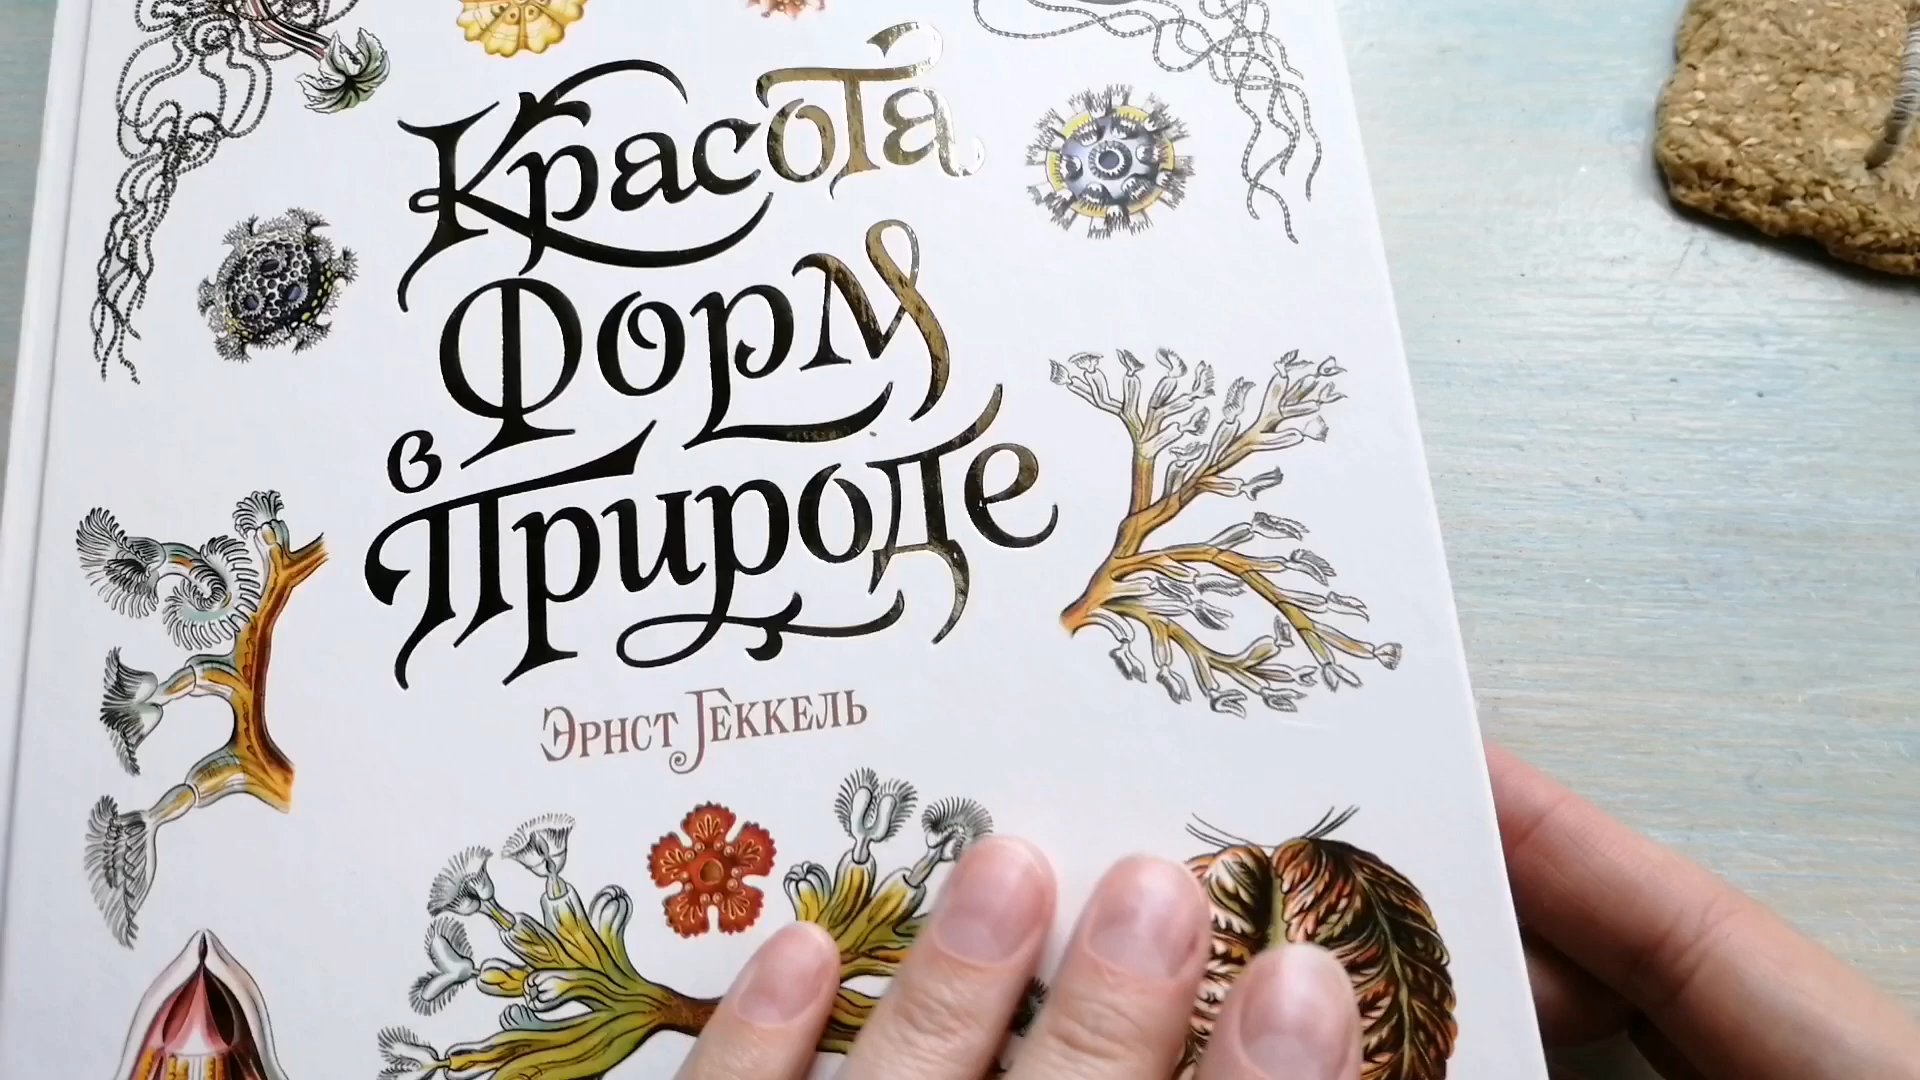 Красота
Форм
в
Природе
Эрнст Геккель